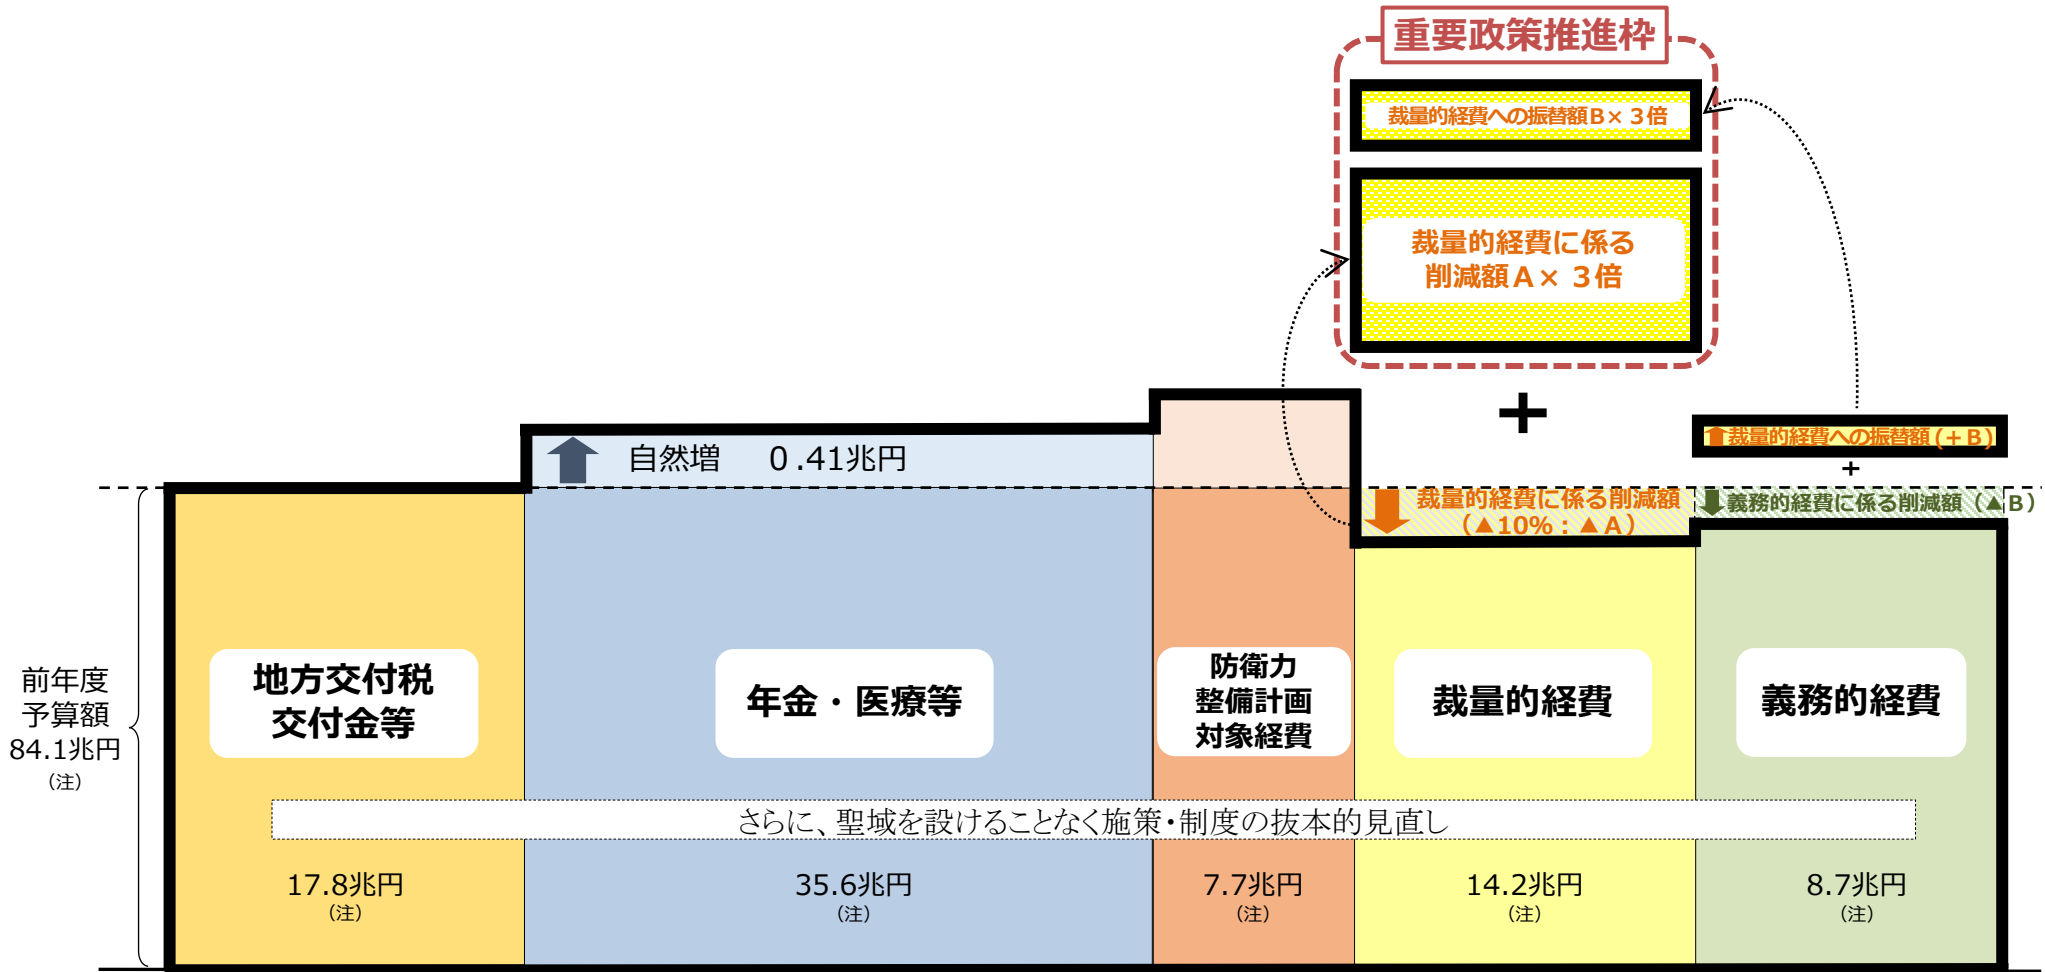 重要政策推進枠
裁量的経費への振替額B×3倍
裁量的経費に係る
削減額A×3倍
+
自然増 0.41兆円
裁量的経費への振替額(+B)
+
裁量的経費に係る削減額
(▲10%:▲A)
義務的経費に係る削減額(▲B)
前年度
予算額
84.1兆円
(注)
地方交付税
交付金等
年金・医療等
防衛力
整備計画
対象経費
裁量的経費
義務的経費
さらに、聖域を設けることなく施策・制度の抜本的見直し
17.8兆円
(注)
35.6兆円
(注)
7.7兆円
(注)
14.2兆円
(注)
8.7兆円
(注)